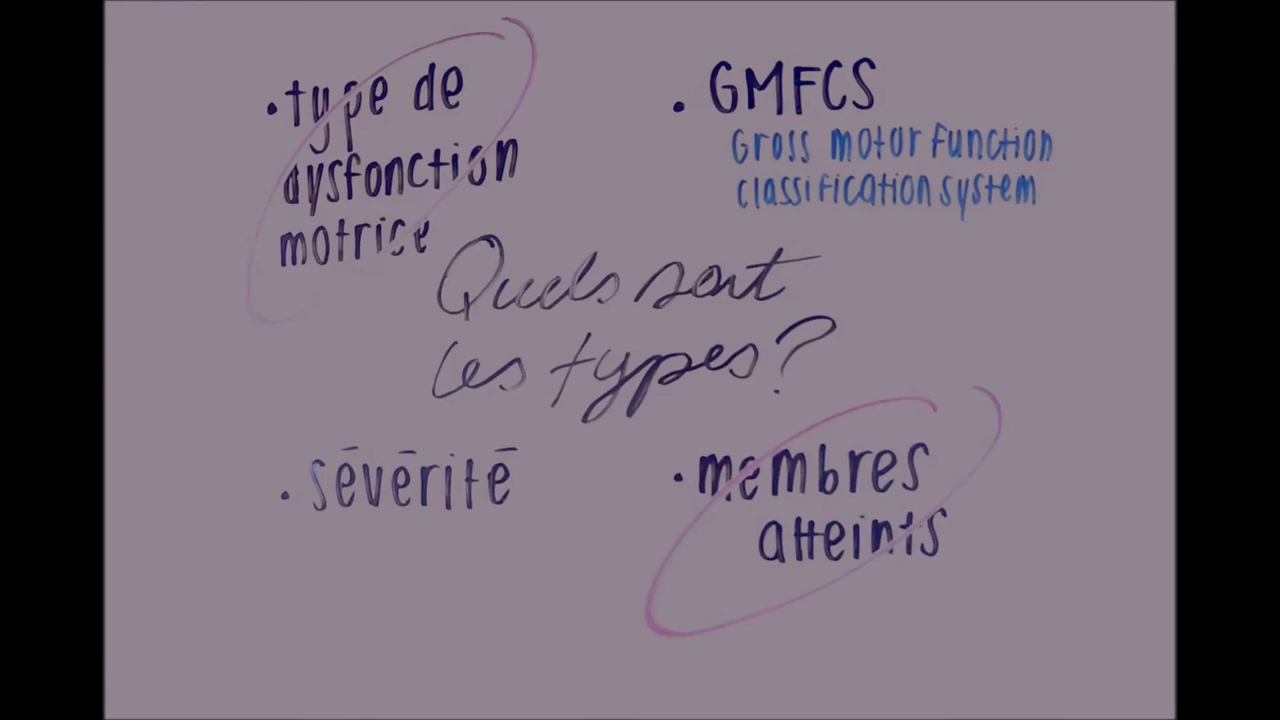 • type de
dysfonction
motrice
• GMFCS
Gross motor Function
classification system
Quels sont
les types?
• sévérité
• membres
atteints